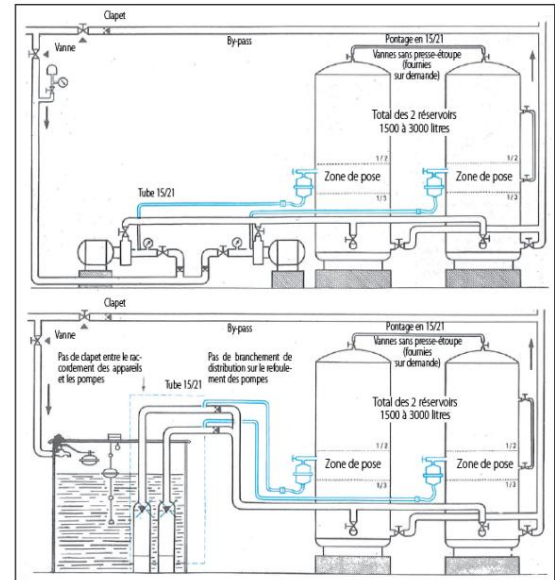 Clapet
Vanne
By-pass
Pontage en 15/21
Vannes sans presse-étoupe
(fournies
sur demande)
Total des 2 réservoirs
1500 à 3000 litres
1/2
1/2
Zone de pose
Zone de pose
1/3
1/3
Tube 15/21
Clapet
Vanne
By-pass
Pontage en 15/21
Vannes sans presse-étoupe
(fournies
sur demande)
Pas de clapet entre le rac-
cordement des appareils
et les pompes
Pas de branchement de
distribution sur le refoule-
ment des pompes
Tube 15/21
Total des 2 réservoirs
1500 à 3000 litres
1/2
1/2
Zone de pose
Zone de pose